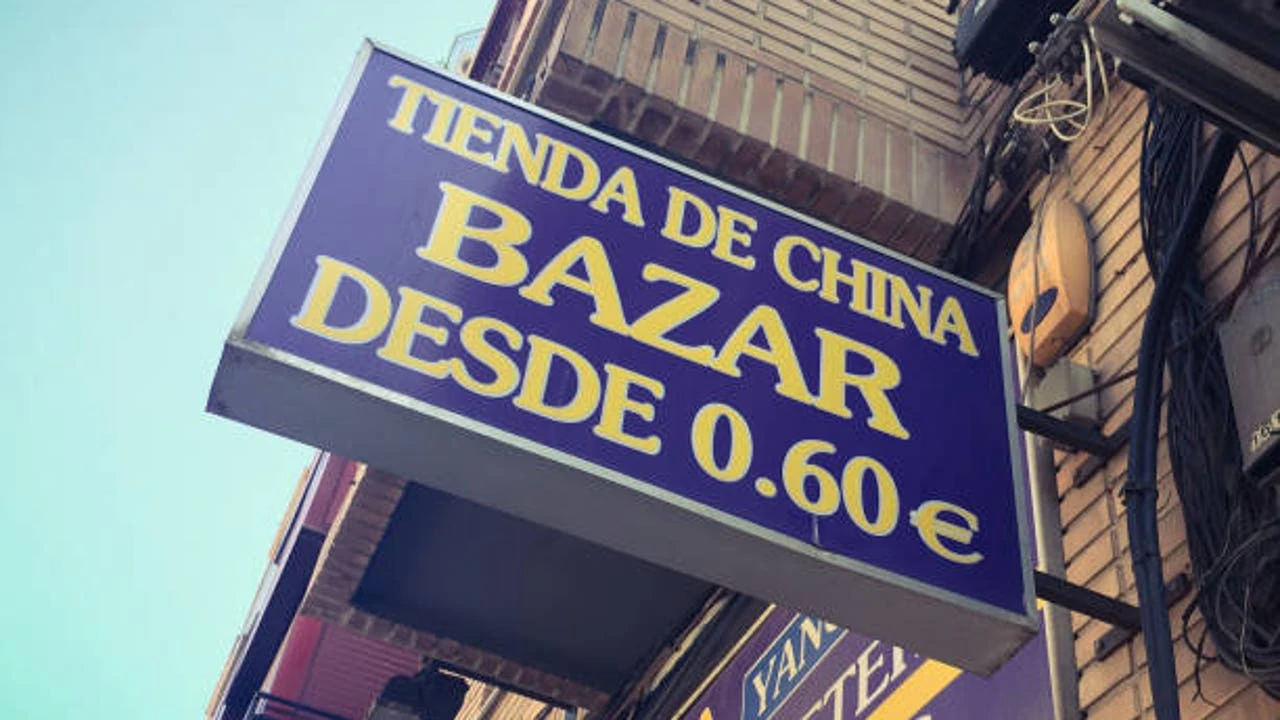 TIENDA DE CHINA
BAZAR
DESDE 0.60€